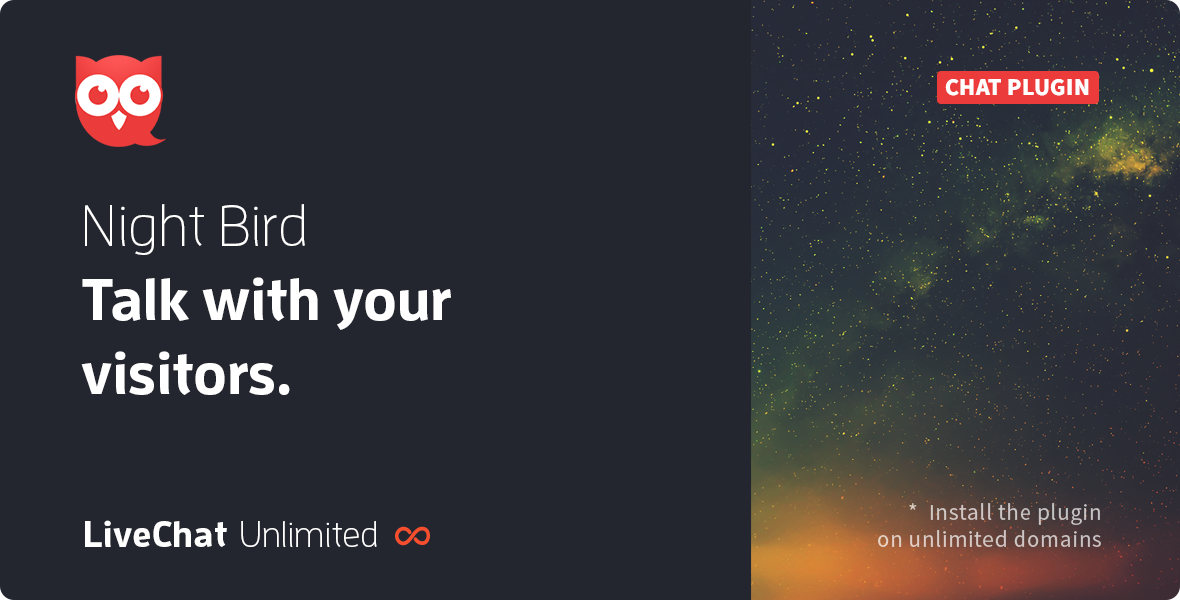 Night Bird
Talk with your
visitors.
LiveChat Unlimited ∞
CHAT PLUGIN
* Install the plugin
on unlimited domains